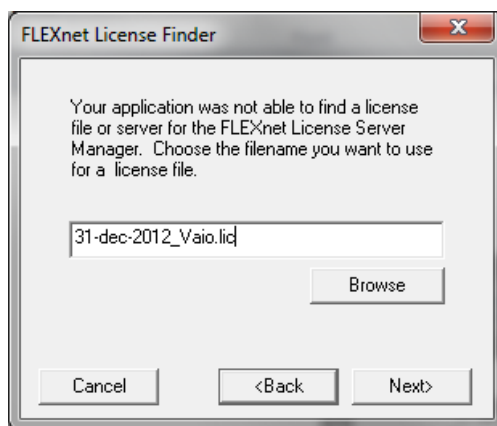 FLEXnet License Finder
Your application was not able to find a license
file or server for the FLEXnet License Server
Manager.  Choose the filename you want to use
for a  license file.
31-dec-2012_Vaio.lic
Browse
Cancel
<Back
Next>